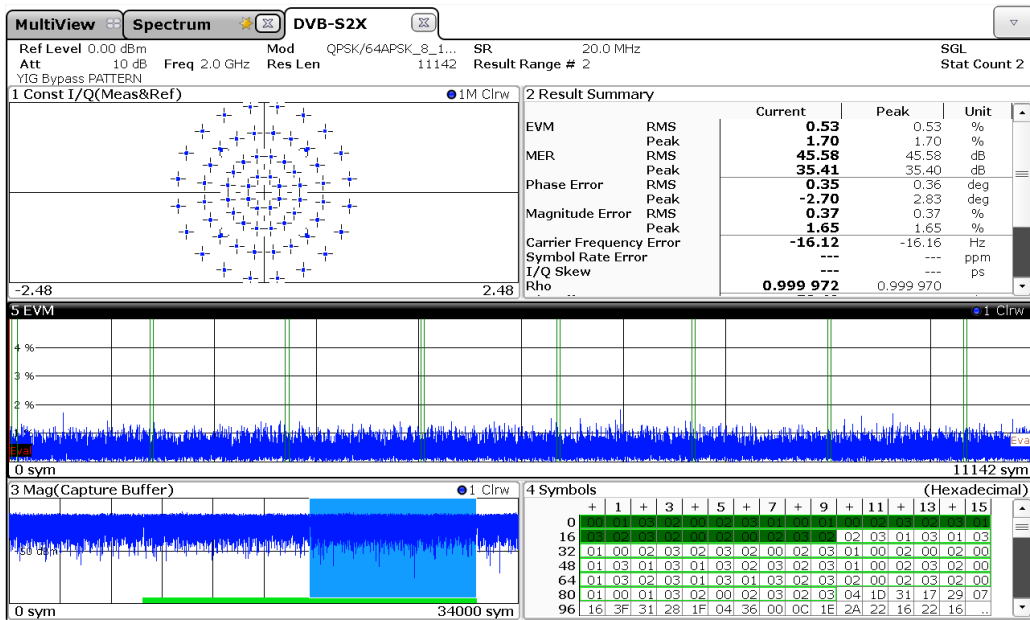 MultiView Spectrum DVB-S2X
Ref Level 0.00 dBm Mod QPSK/64APSK_8_1... SR 20.0 MHz SGL
Att 10 dB Freq 2.0 GHz Res Len 11142 Result Range # 2 Stat Count 2
YIG Bypass PATTERN
1 Const I/Q(Meas&Ref) 1M Clrw
-2.48 2.48
2 Result Summary
Current Peak Unit
EVM RMS 0.53 0.53 %
Peak 1.70 1.70 %
MER RMS 45.58 45.58 dB
Peak 35.41 35.40 dB
Phase Error RMS 0.35 0.36 deg
Peak -2.70 2.83 deg
Magnitude Error RMS 0.37 0.37 %
Peak 1.65 1.65 %
Carrier Frequency Error -16.12 -16.16 Hz
Symbol Rate Error --- --- ppm
I/Q Skew --- --- ps
Rho 0.999 972 0.999 970
5 EVM 1 Clrw
4 %
3 %
2 %
1 %
Eval
0 sym 11142 sym
3 Mag(Capture Buffer) 1 Clrw
-50 dBm
0 sym 34000 sym
4 Symbols (Hexadecimal)
+ 1 + 3 + 5 + 7 + 9 + 11 + 13 + 15
0 00 01 03 02 00 02 03 01 00 01 00 02 03 02 03 01
16 03 02 03 00 02 00 02 00 03 02 02 03 01 03 01 03
32 01 00 02 03 02 03 02 03 02 03 01 00 02 00 02 00
48 01 03 01 03 01 03 02 03 02 03 02 00 01 03 02 03
64 01 03 02 03 01 03 01 03 02 03 02 00 02 03 02 00
80 01 00 01 03 02 03 01 03 02 03 04 1D 31 17 29 07
96 16 3F 31 28 1F 04 36 00 0C 1E 2A 22 16 22 16 ..